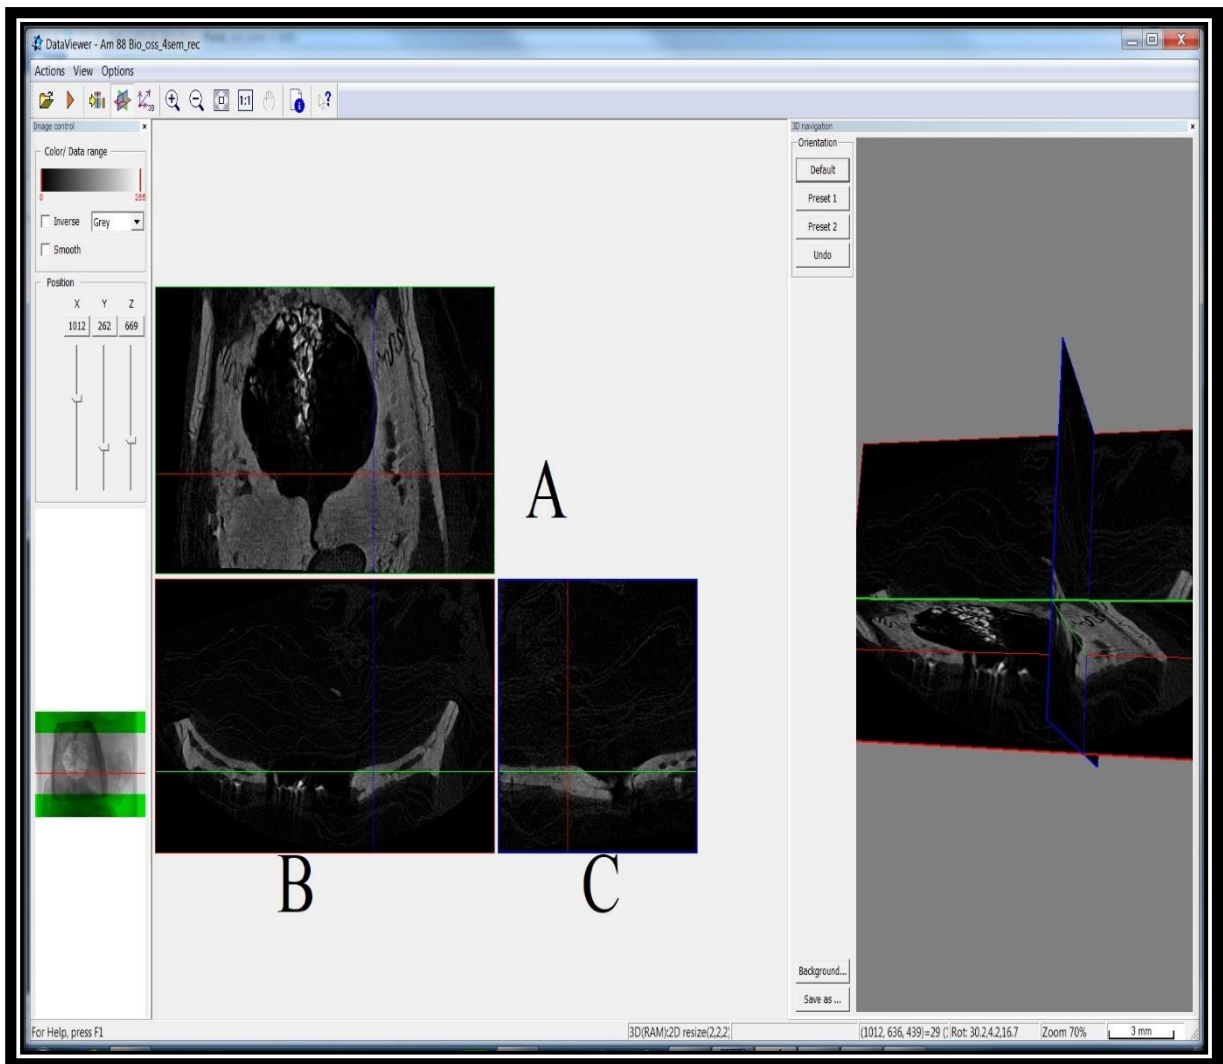 DataViewer - Am 88 Bio_oss_4sem_rec
Actions View Options
1:1
Image control
3D navigation
Color/ Data range
0 255
Inverse Grey
Smooth
Position
X Y Z
1012 262 669
Orientation
Default
Preset 1
Preset 2
Undo
A
B
C
Background...
Save as ...
For Help, press F1
3D(RAM):2D resize(2,2,2
(1012, 636, 439)=29 (
Rot: 30.2,4.2,16.7
Zoom 70%
3 mm